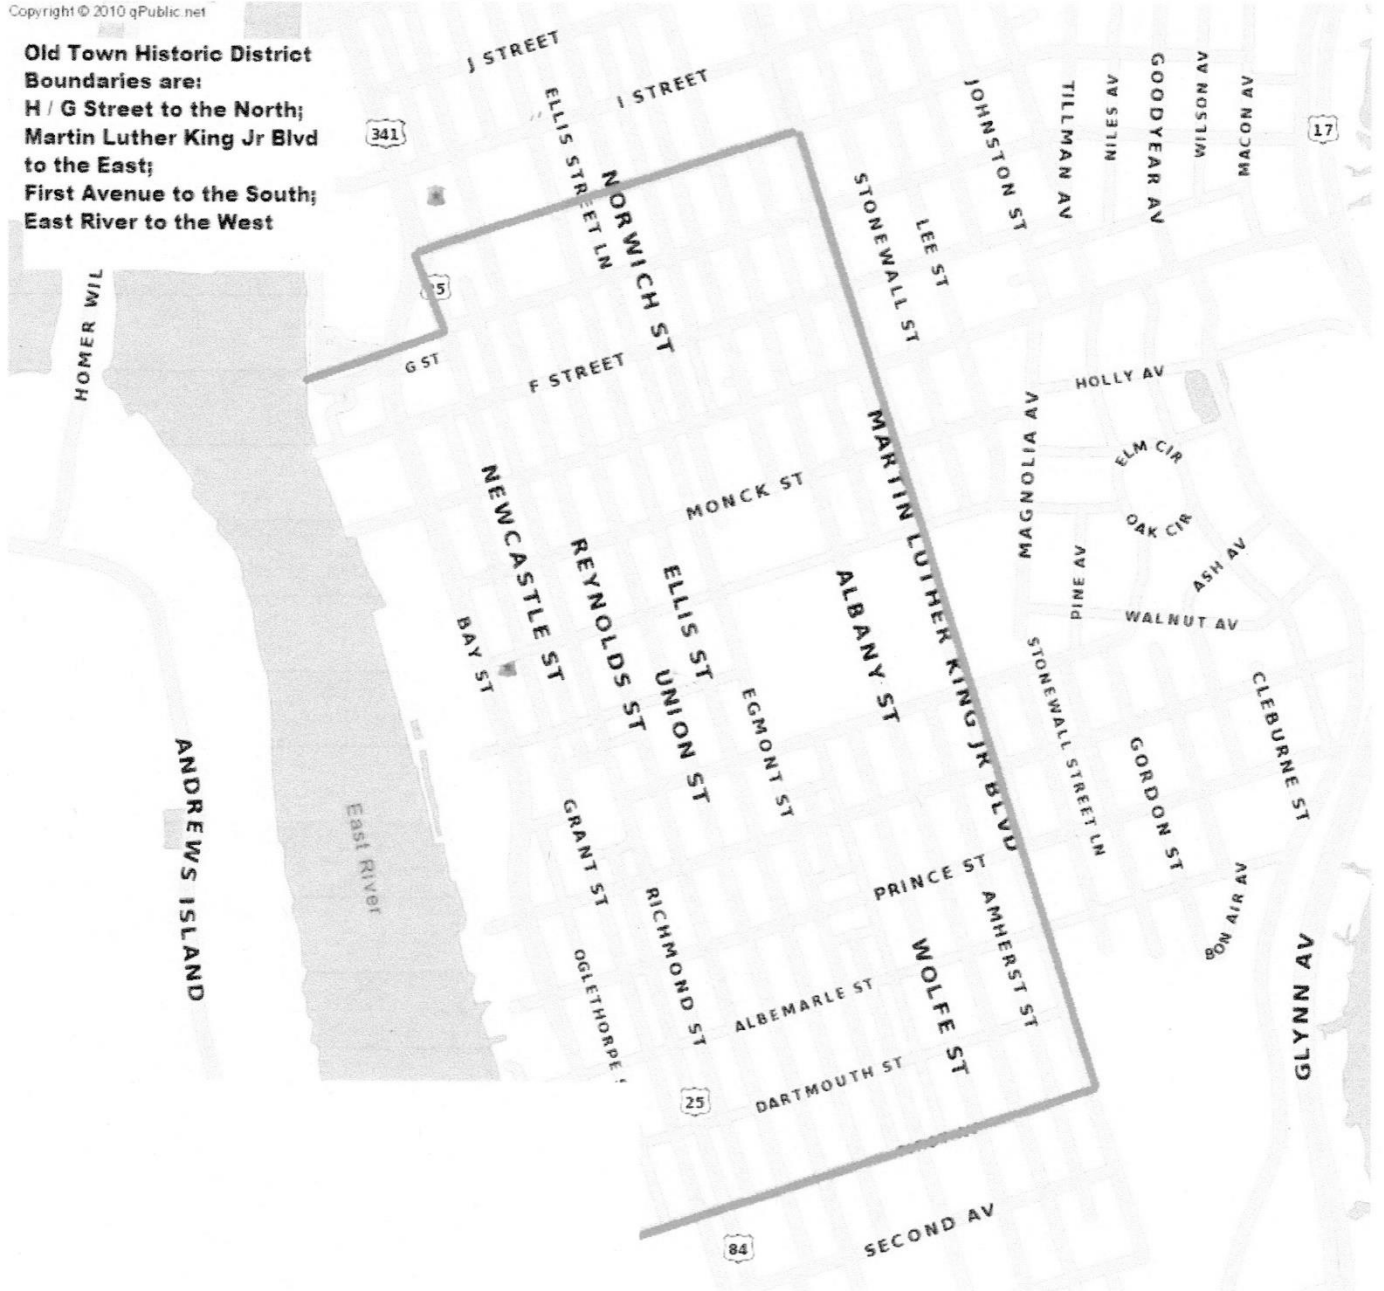 Copyright © 2010 qPublic.net
Old Town Historic District
Boundaries are:
H / G Street to the North;
Martin Luther King Jr Blvd
to the East;
First Avenue to the South;
East River to the West
J STREET
I STREET
ELLIS STREET LN
NORWICH ST
341
JOHNSTON ST
TILLMAN AV
NILES AV
GOODYEAR AV
WILSON AV
MACON AV
17
STONEWALL ST
LEE ST
HOMER WIL
G ST
F STREET
HOLLY AV
MAGNOLIA AV
ELM CIR
OAK CIR
ASH AV
PINE AV
WALNUT AV
MONCK ST
MARTIN LUTHER KING JR BLVD
NEWCASTLE ST
REYNOLDS ST
ELLIS ST
UNION ST
ALBANY ST
BAY ST
EGMONT ST
STONEWALL STREET LN
GORDON ST
CLEBURNE ST
ANDREWS ISLAND
East River
GRANT ST
RICHMOND ST
OGLETHORPE
PRINCE ST
AMHERST ST
WOLFE ST
BON AIR AV
GLYNN AV
ALBEMARLE ST
DARTMOUTH ST
25
SECOND AV
84